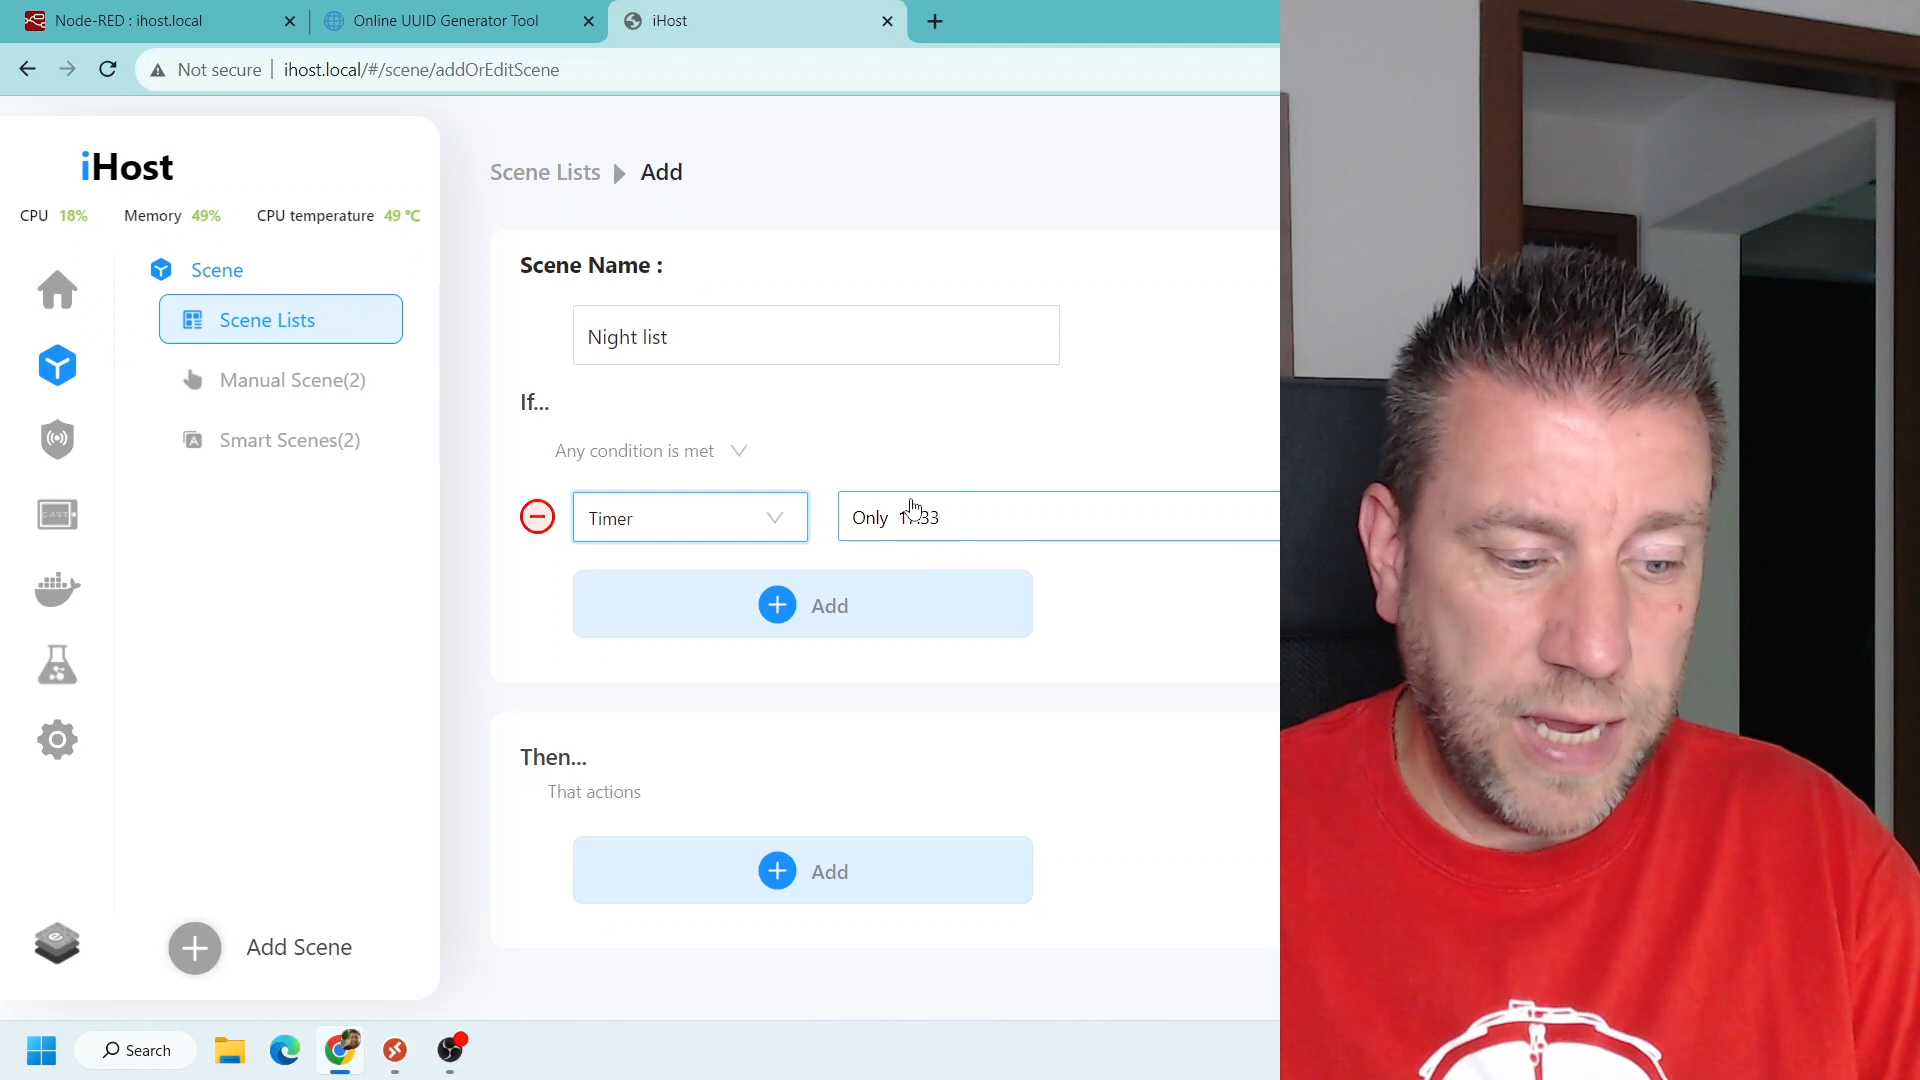 Node-RED : ihost.local
Online UUID Generator Tool
iHost
Not secure
ihost.local/#/scene/addOrEditScene
iHost
CPU 18% Memory 49% CPU temperature 49 ℃
Scene
Scene Lists
Manual Scene(2)
Smart Scenes(2)
CAST
Add Scene
Scene Lists Add
Scene Name :
Night list
If...
Any condition is met
Timer
Only
Add
Then...
That actions
Add
Search